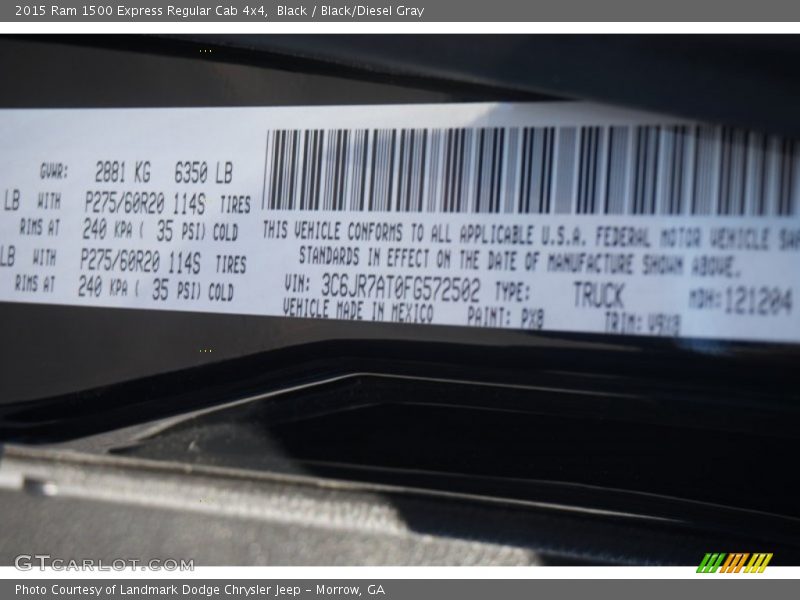 2015 Ram 1500 Express Regular Cab 4x4,  Black / Black/Diesel Gray
GVWR: 2881 KG 6350 LB
LB WITH P275/60R20 114S TIRES
RIMS AT 240 KPA ( 35 PSI) COLD
LB WITH P275/60R20 114S TIRES
RIMS AT 240 KPA ( 35 PSI) COLD
THIS VEHICLE CONFORMS TO ALL APPLICABLE U.S.A. FEDERAL MOTOR VEHICLE
STANDARDS IN EFFECT ON THE DATE OF MANUFACTURE SHOWN ABOVE.
VIN: 3C6JR7AT0FG572502 TYPE: TRUCK MDH: 121204
VEHICLE MADE IN MEXICO PAINT: PX8 TRIM: V9X8
GTCARLOT.COM
Photo Courtesy of Landmark Dodge Chrysler Jeep – Morrow, GA